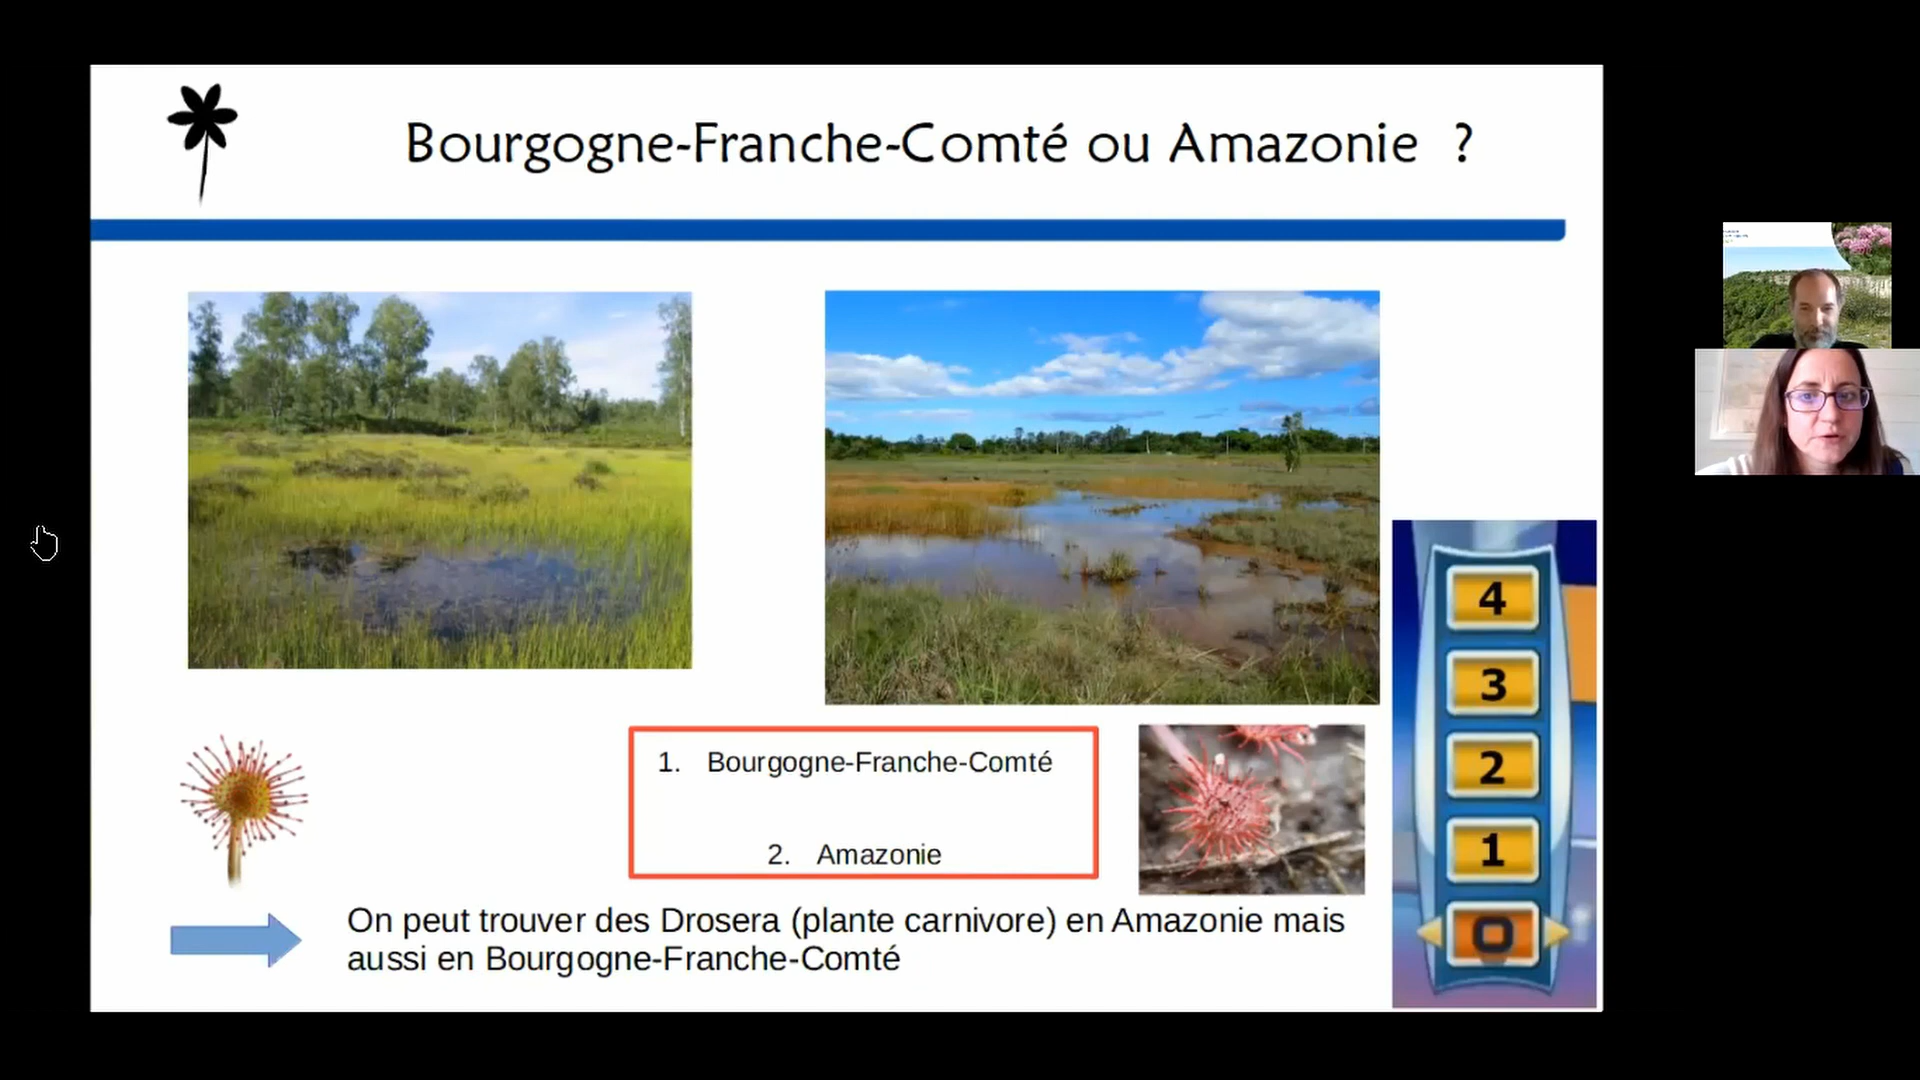 Bourgogne-Franche-Comté ou Amazonie ?
1. Bourgogne-Franche-Comté
2. Amazonie
On peut trouver des Drosera (plante carnivore) en Amazonie mais
aussi en Bourgogne-Franche-Comté
4
3
2
1
0